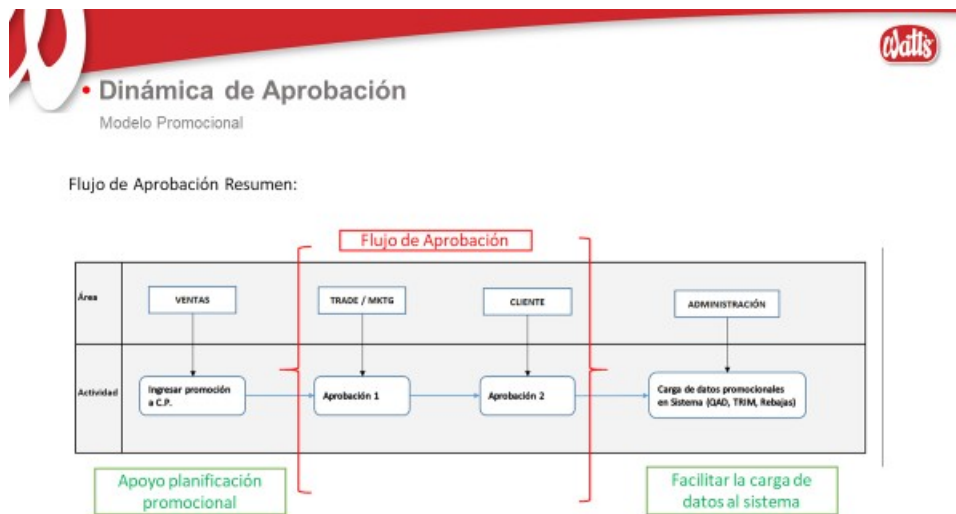 Watt's
• Dinámica de Aprobación
Modelo Promocional
Flujo de Aprobación Resumen:
Flujo de Aprobación
Área
VENTAS
TRADE / MKTG
CLIENTE
ADMINISTRACIÓN
Actividad
Ingresar promoción
a C.P.
Aprobación 1
Aprobación 2
Carga de datos promocionales
en Sistema (QAD, TRIM, Rebajas)
Apoyo planificación
promocional
Facilitar la carga de
datos al sistema